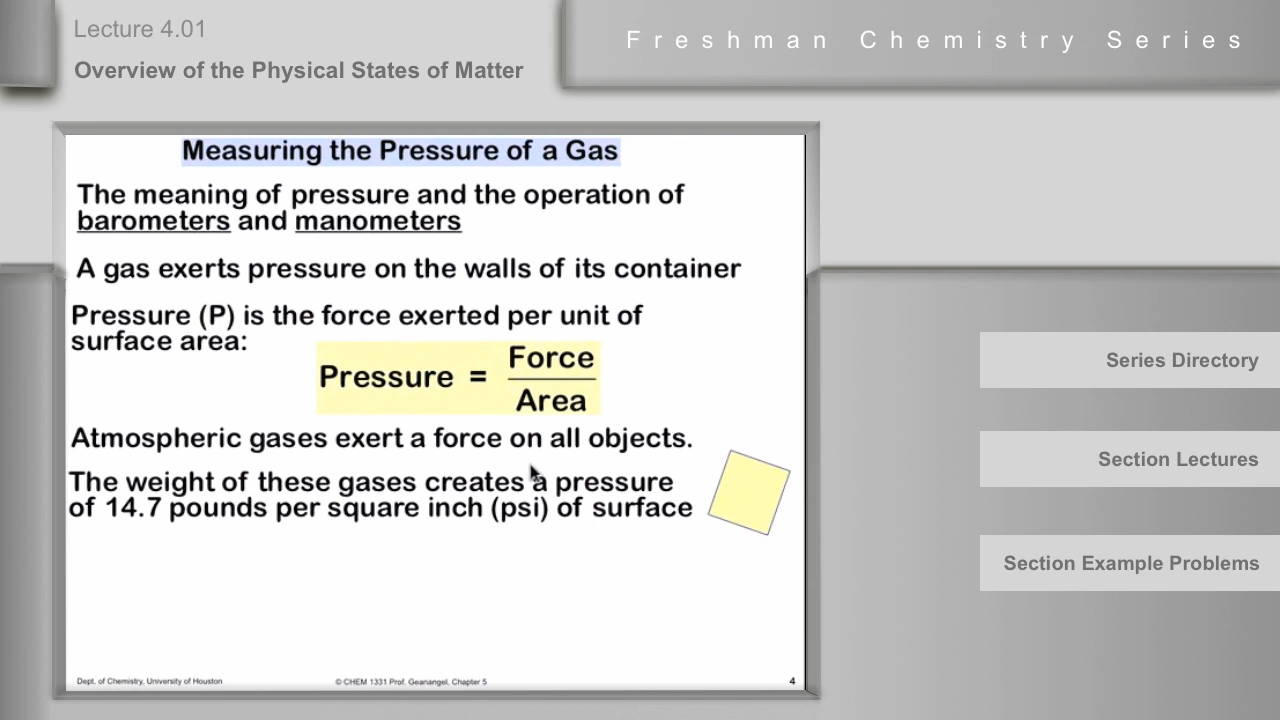 Lecture 4.01
Overview of the Physical States of Matter
Freshman Chemistry Series
Measuring the Pressure of a Gas
The meaning of pressure and the operation of
barometers and manometers
A gas exerts pressure on the walls of its container
Pressure (P) is the force exerted per unit of
surface area:
Pressure = Force
Area
Atmospheric gases exert a force on all objects.
The weight of these gases creates a pressure
of 14.7 pounds per square inch (psi) of surface
Series Directory
Section Lectures
Section Example Problems
Dept. of Chemistry, University of Houston
© CHEM 1331 Prof. Geanangel, Chapter 5
4